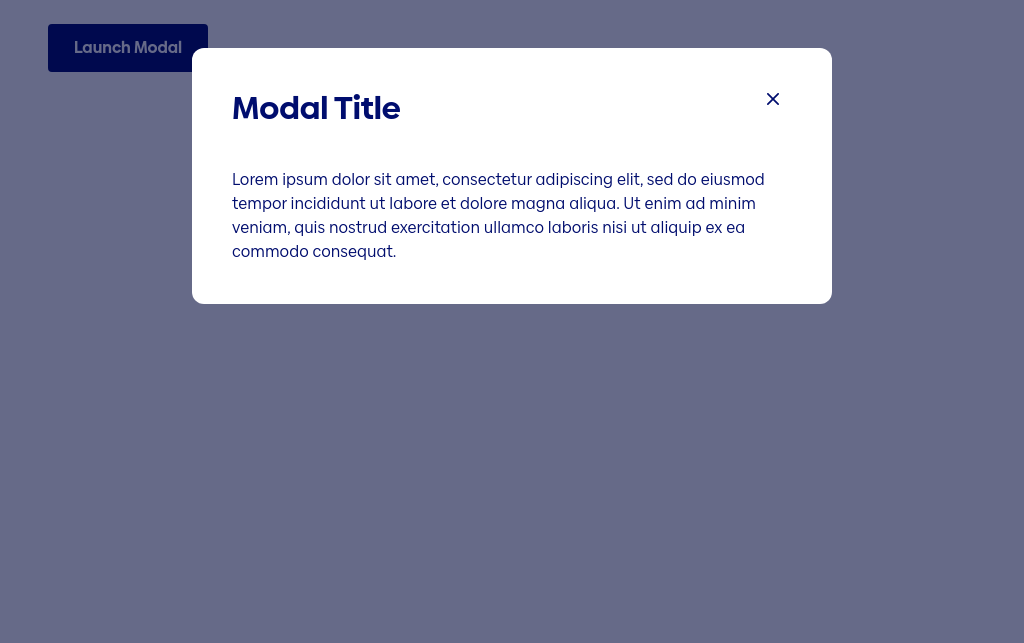 Launch Modal
Modal Title
Lorem ipsum dolor sit amet, consectetur adipiscing elit, sed do eiusmod
tempor incididunt ut labore et dolore magna aliqua. Ut enim ad minim
veniam, quis nostrud exercitation ullamco laboris nisi ut aliquip ex ea
commodo consequat.